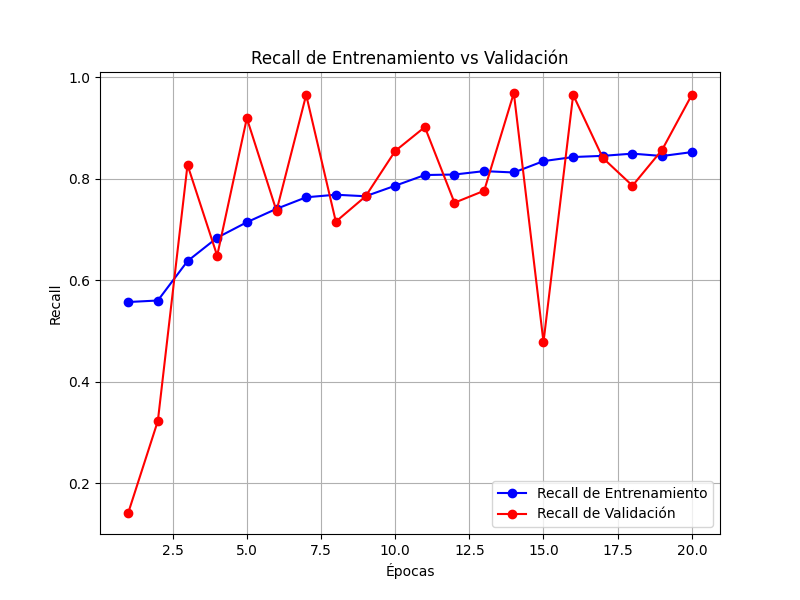 Recall de Entrenamiento vs Validación
1.0
0.8
0.6
0.4
0.2
Recall
Recall de Entrenamiento
Recall de Validación
2.5 5.0 7.5 10.0 12.5 15.0 17.5 20.0
Épocas